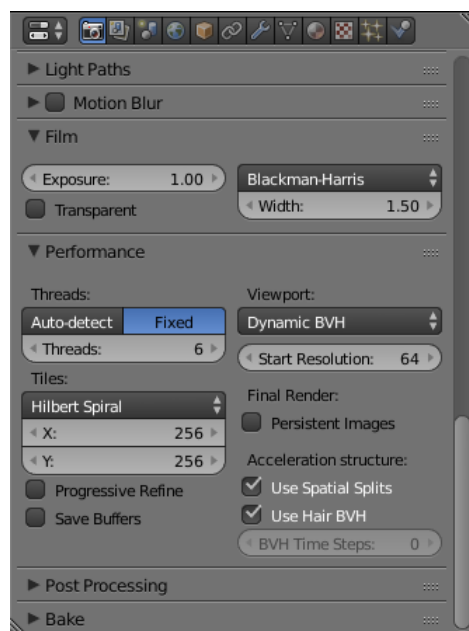 Light Paths
Motion Blur
Film
Exposure: 1.00
Transparent
Blackman-Harris
Width: 1.50
Performance
Threads:
Auto-detect Fixed
Threads: 6
Tiles:
Hilbert Spiral
X: 256
Y: 256
Progressive Refine
Save Buffers
Viewport:
Dynamic BVH
Start Resolution: 64
Final Render:
Persistent Images
Acceleration structure:
Use Spatial Splits
Use Hair BVH
BVH Time Steps: 0
Post Processing
Bake